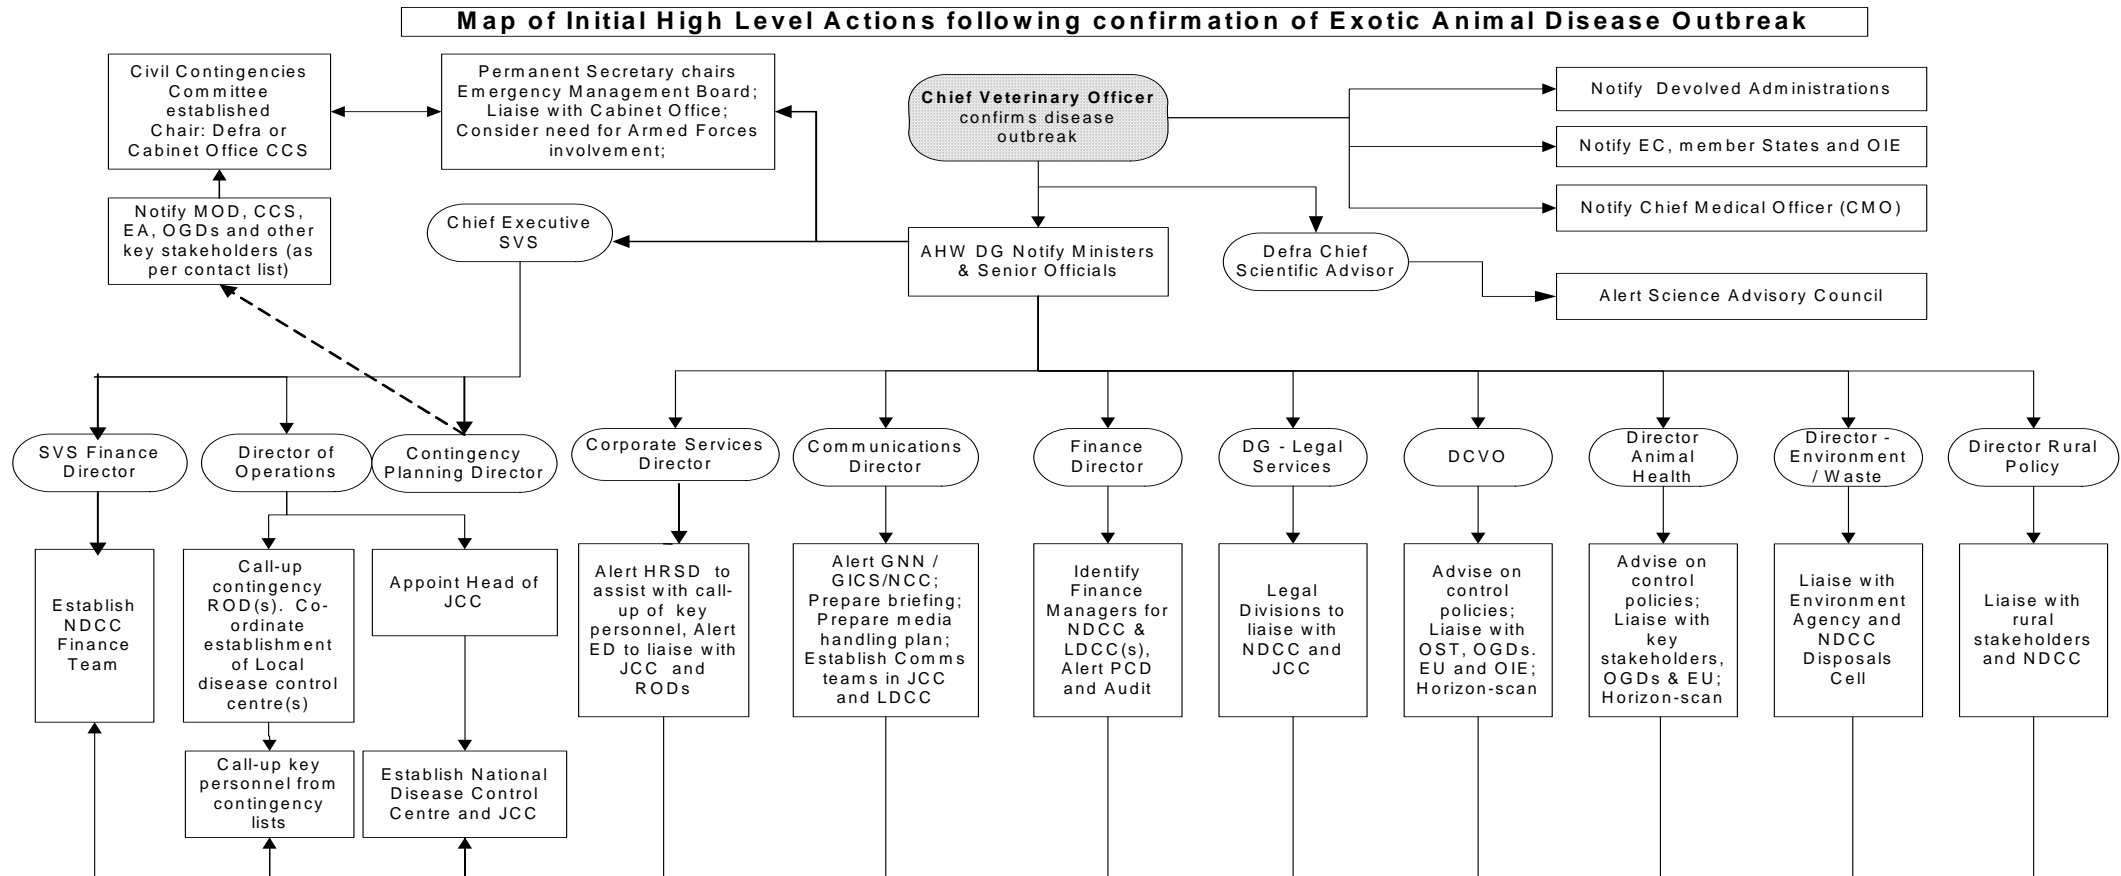 Map of Initial High Level Actions following confirmation of Exotic Animal Disease Outbreak
Civil Contingencies
Committee
established
Chair: Defra or
Cabinet Office CCS
Permanent Secretary chairs
Emergency Management Board;
Liaise with Cabinet Office;
Consider need for Armed Forces
involvement;
Chief Veterinary Officer
confirms disease
outbreak
Notify Devolved Administrations
Notify EC, member States and OIE
Notify Chief Medical Officer (CMO)
Notify MOD, CCS,
EA, OGDs and other
key stakeholders (as
per contact list)
Chief Executive
SVS
AHW DG Notify Ministers
& Senior Officials
Defra Chief
Scientific Advisor
Alert Science Advisory Council
SVS Finance
Director
Director of
Operations
Contingency
Planning Director
Corporate Services
Director
Communications
Director
Finance
Director
DG - Legal
Services
DCVO
Director
Animal
Health
Director -
Environment
/ Waste
Director Rural
Policy
Establish
NDCC
Finance
Team
Call-up
contingency
ROD(s). Co-
ordinate
establishment
of Local
disease control
centre(s)
Appoint Head of
JCC
Alert HRSD to
assist with call-
up of key
personnel, Alert
ED to liaise with
JCC and
RODs
Alert GNN /
GICS/NCC;
Prepare briefing;
Prepare media
handling plan;
Establish Comms
teams in JCC
and LDCC
Identify
Finance
Managers for
NDCC &
LDCC(s),
Alert PCD
and Audit
Legal
Divisions to
liaise with
NDCC and
JCC
Advise on
control
policies;
Liaise with
OST, OGDs.
EU and OIE;
Horizon-scan
Advise on
control
policies;
Liaise with
key
stakeholders,
OGDs & EU;
Horizon-scan
Liaise with
Environment
Agency and
NDCC
Disposals
Cell
Liaise with
rural
stakeholders
and NDCC
Call-up key
personnel from
contingency
lists
Establish National
Disease Control
Centre and JCC